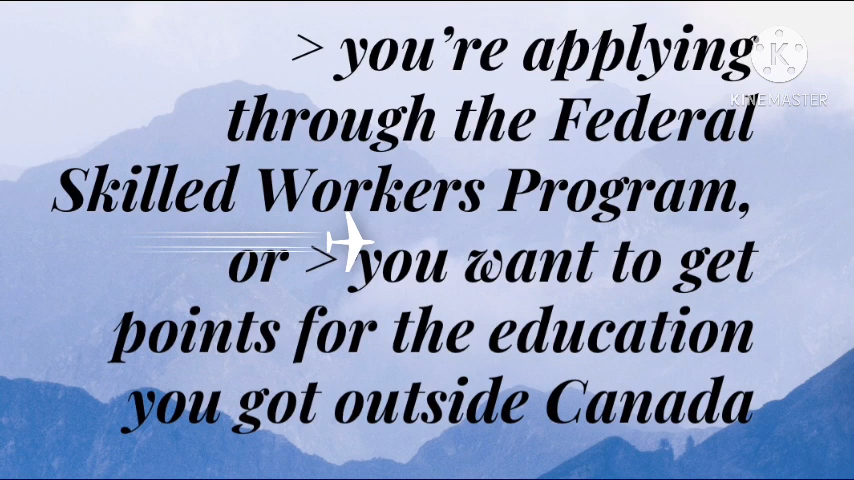 > you’re applying
through the Federal
Skilled Workers Program,
or > you want to get
points for the education
you got outside Canada
K
KINEMASTER